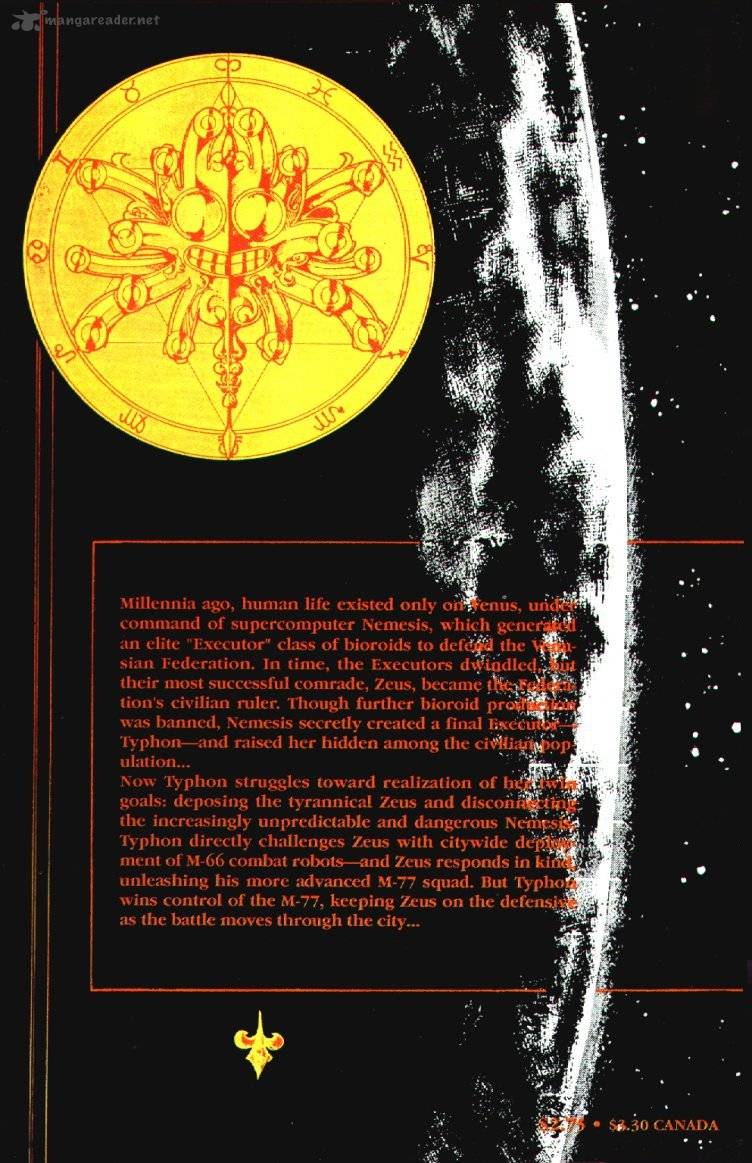 mangareader.net
Millennia ago, human life existed only on Venus, under
command of supercomputer Nemesis, which generated
an elite "Executor" class of bioroids to defend the Venu-
sian Federation. In time, the Executors dwindled, but
their most successful comrade, Zeus, became the Federa-
tion's civilian ruler. Though further bioroid production
was banned, Nemesis secretly created a final Executor—
Typhon—and raised her hidden among the civilian pop-
ulation...
Now Typhon struggles toward realization of her twin
goals: deposing the tyrannical Zeus and disconnecting
the increasingly unpredictable and dangerous Nemesis.
Typhon directly challenges Zeus with citywide deploy-
ment of M-66 combat robots—and Zeus responds in kind,
unleashing his more advanced M-77 squad. But Typhon
wins control of the M-77, keeping Zeus on the defensive
as the battle moves through the city...
$2.75 • $3.30 CANADA